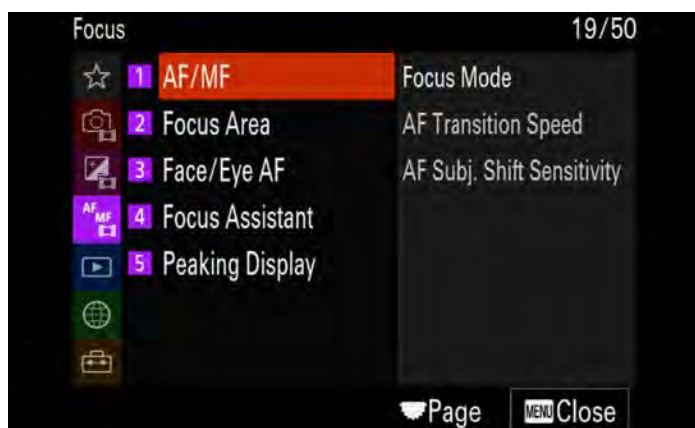 Focus 19/50
1 AF/MF Focus Mode
2 Focus Area AF Transition Speed
3 Face/Eye AF AF Subj. Shift Sensitivity
AF MF 4 Focus Assistant
5 Peaking Display
Page MENU Close